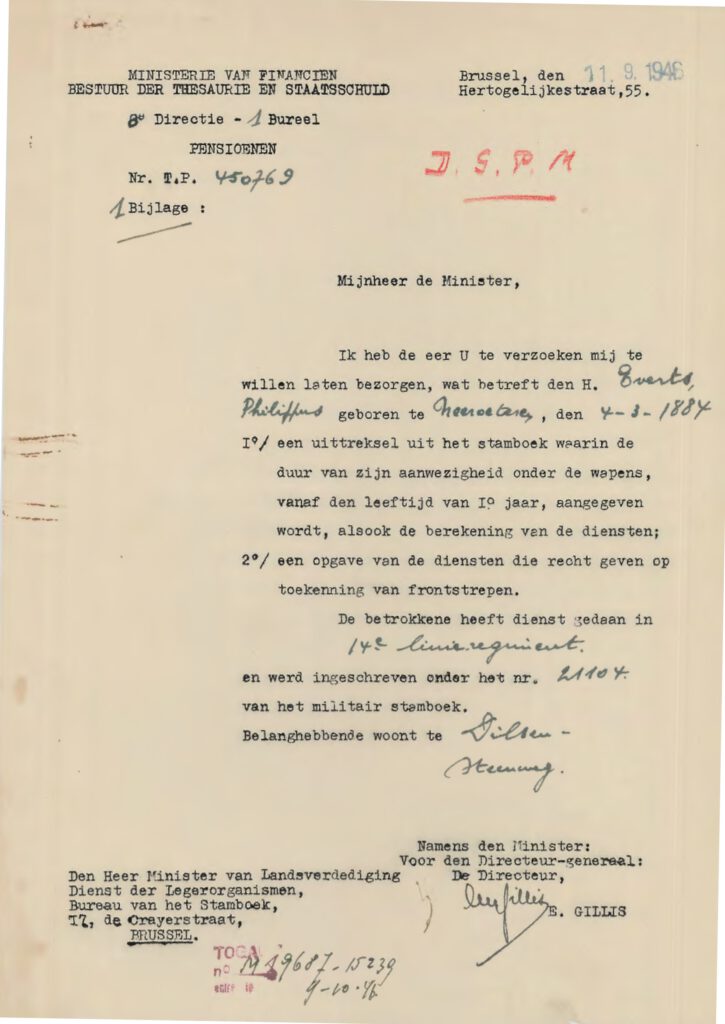 MINISTERIE VAN FINANCIEN
BESTUUR DER THESAURIE EN STAATSSCHULD
8e Directie - 1 Bureel
PENSIOENEN
Nr. T.P. 450769
1 Bijlage :
Brussel, den 11. 9. 1946
Hertogelijkestraat,55.
D. G. P. M
Mijnheer de Minister,
Ik heb de eer U te verzoeken mij te
willen laten bezorgen, wat betreft den H. Everts,
Philippus geboren te Neeroeteren, den 4-3-1884
I°/ een uittreksel uit het stamboek waarin de
duur van zijn aanwezigheid onder de wapens,
vanaf den leeftijd van I° jaar, aangegeven
wordt, alsook de berekening van de diensten;
2°/ een opgave van de diensten die recht geven op
toekenning van frontstrepen.
De betrokkene heeft dienst gedaan in
14e linieregiment.
en werd ingeschreven onder het nr. 21104.
van het militair stamboek.
Belanghebbende woont te Dilsen-
Steenweg.
Namens den Minister:
Voor den Directeur-generaal:
De Directeur,
E. GILLIS
Den Heer Minister van Landsverdediging
Dienst der Legerorganismen,
Bureau van het Stamboek,
17, de Crayerstraat,
BRUSSEL.
no M 19687-15239
9-10-46